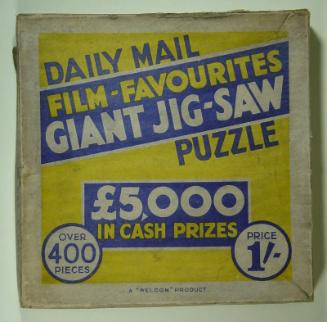 DAILY MAIL
FILM-FAVOURITES
GIANT JIG-SAW
PUZZLE
£5,000
IN CASH PRIZES
OVER
400
PIECES
PRICE
1/-
A "WELDON" PRODUCT.